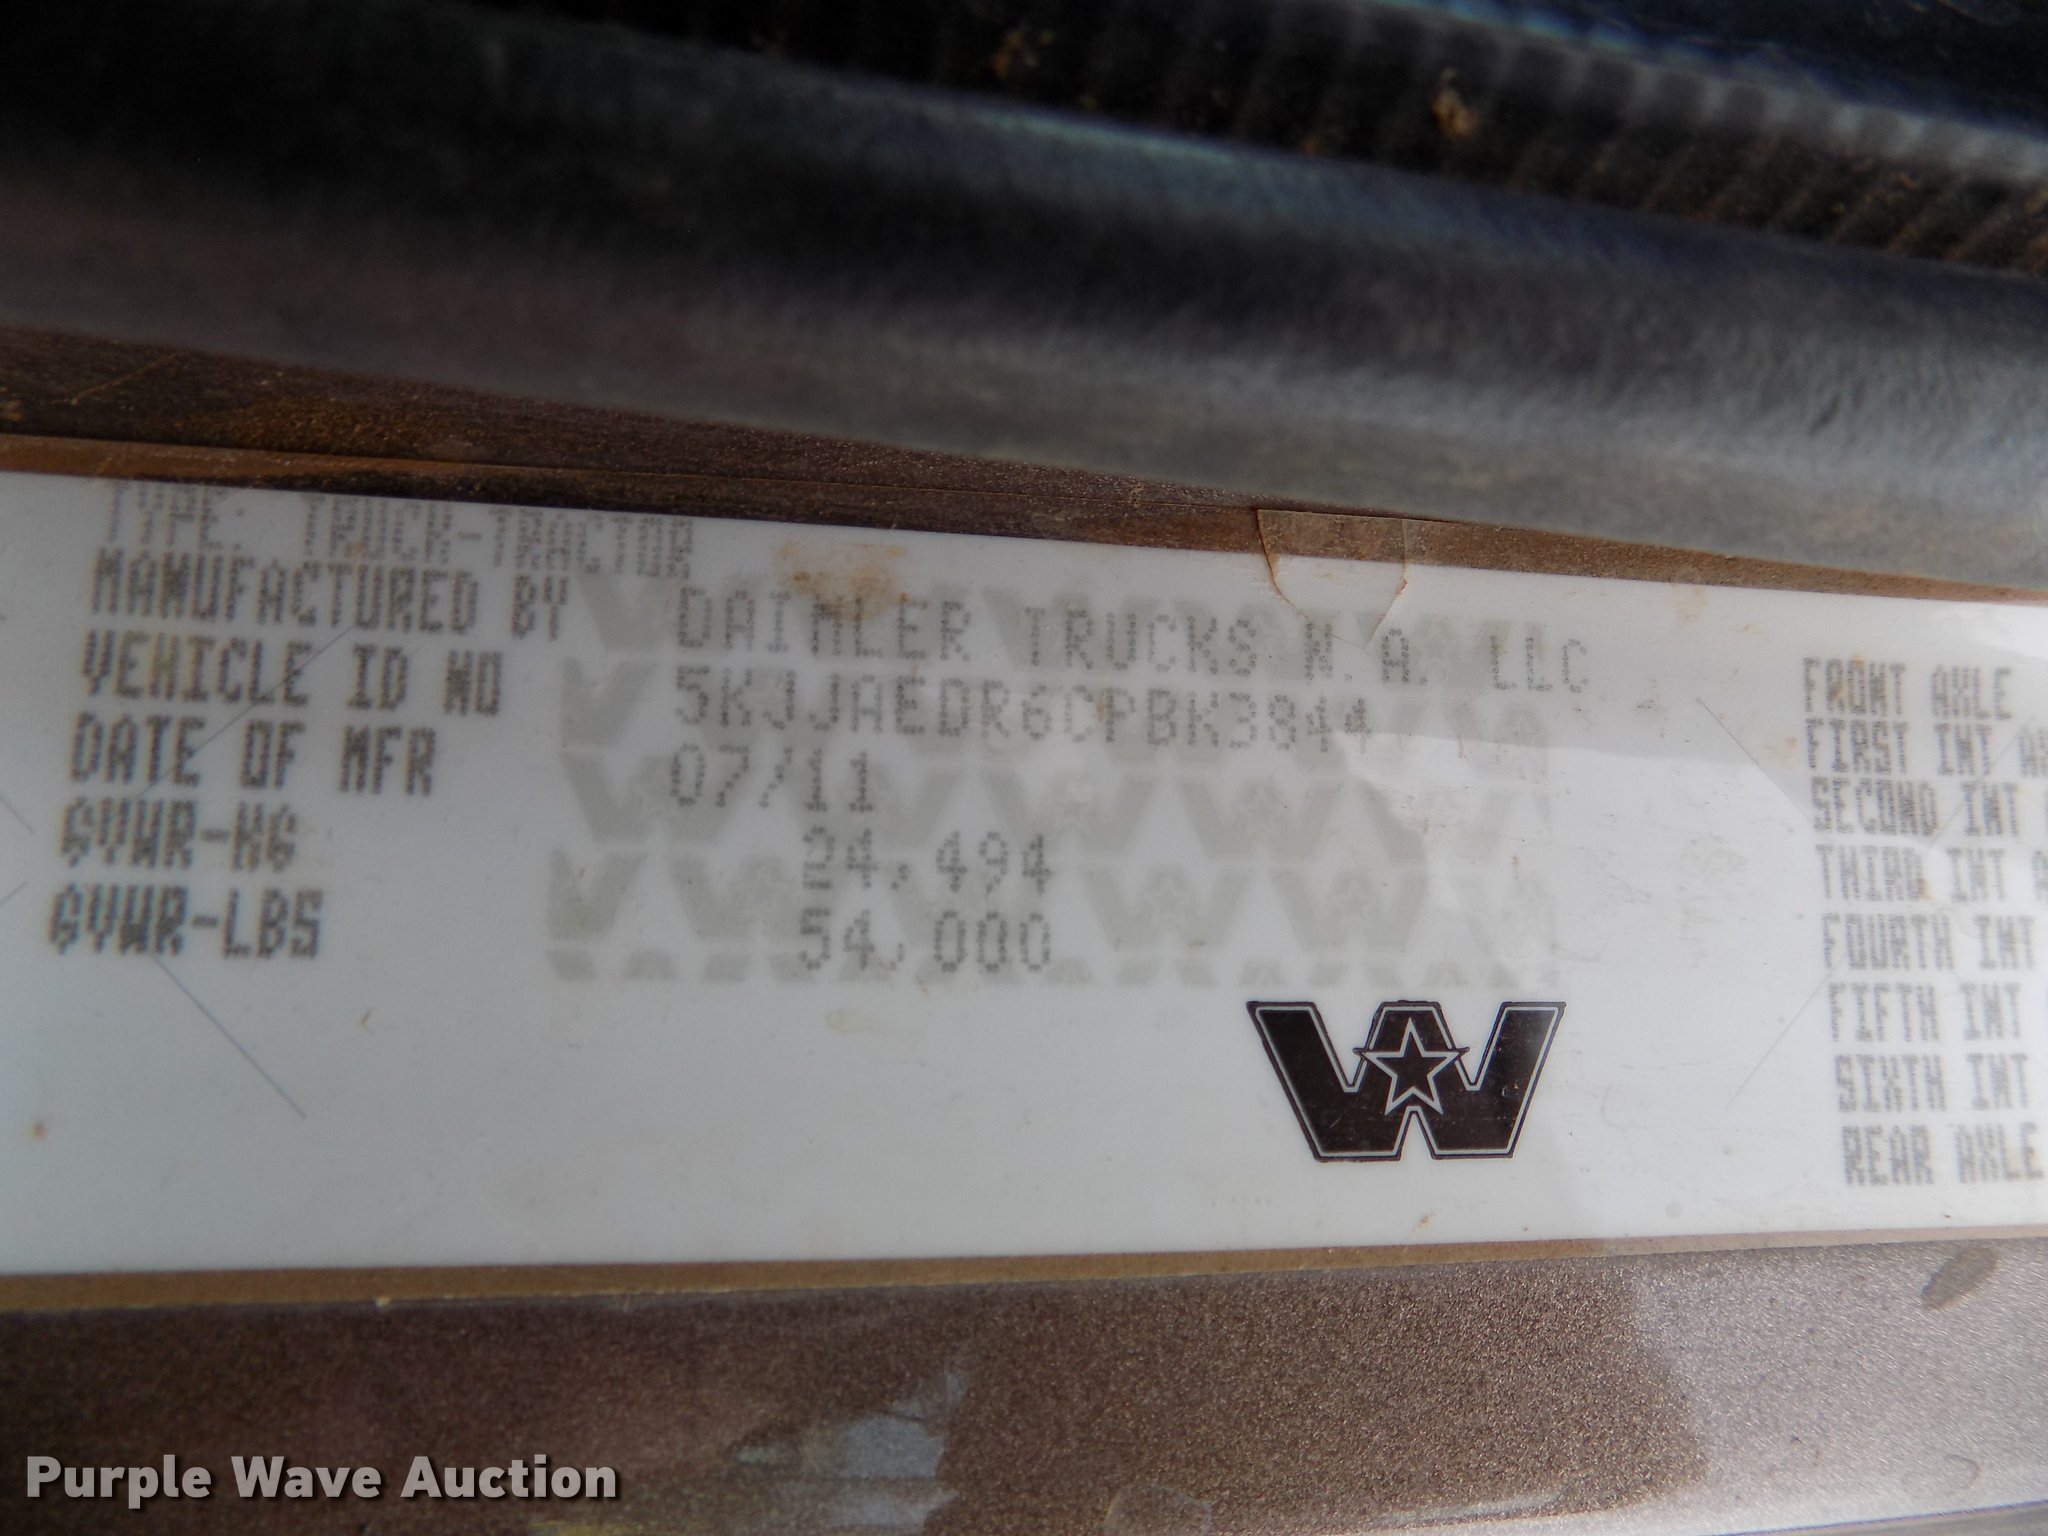 TYPE: TRUCK-TRACTOR
MANUFACTURED BY DAIMLER TRUCKS N.A. LLC
VEHICLE ID NO 5KJJAEDR6CPBK3844
DATE OF MFR 07/11
GVWR-KG 24,494
GVWR-LBS 54,000
FRONT AXLE
FIRST INT
SECOND INT
THIRD INT
FOURTH INT
FIFTH INT
SIXTH INT
REAR AXLE
Purple Wave Auction